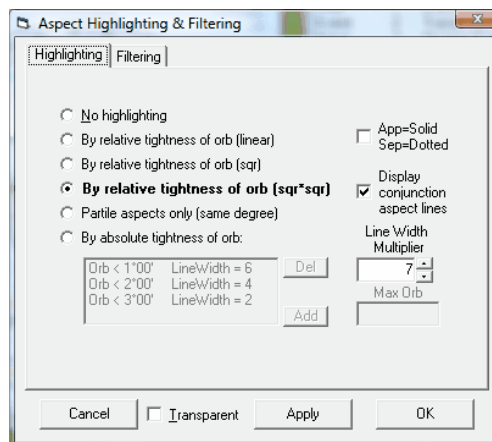 Aspect Highlighting & Filtering
Highlighting
Filtering
No highlighting
By relative tightness of orb (linear)
By relative tightness of orb (sqr)
By relative tightness of orb (sqr*sqr)
Partile aspects only (same degree)
By absolute tightness of orb:
Orb < 1°00' LineWidth = 6
Orb < 2°00' LineWidth = 4
Orb < 3°00' LineWidth = 2
Del
Add
App=Solid
Sep=Dotted
Display
conjunction
aspect lines
Line Width
Multiplier
7
Max Orb
Cancel
Transparent
Apply
OK